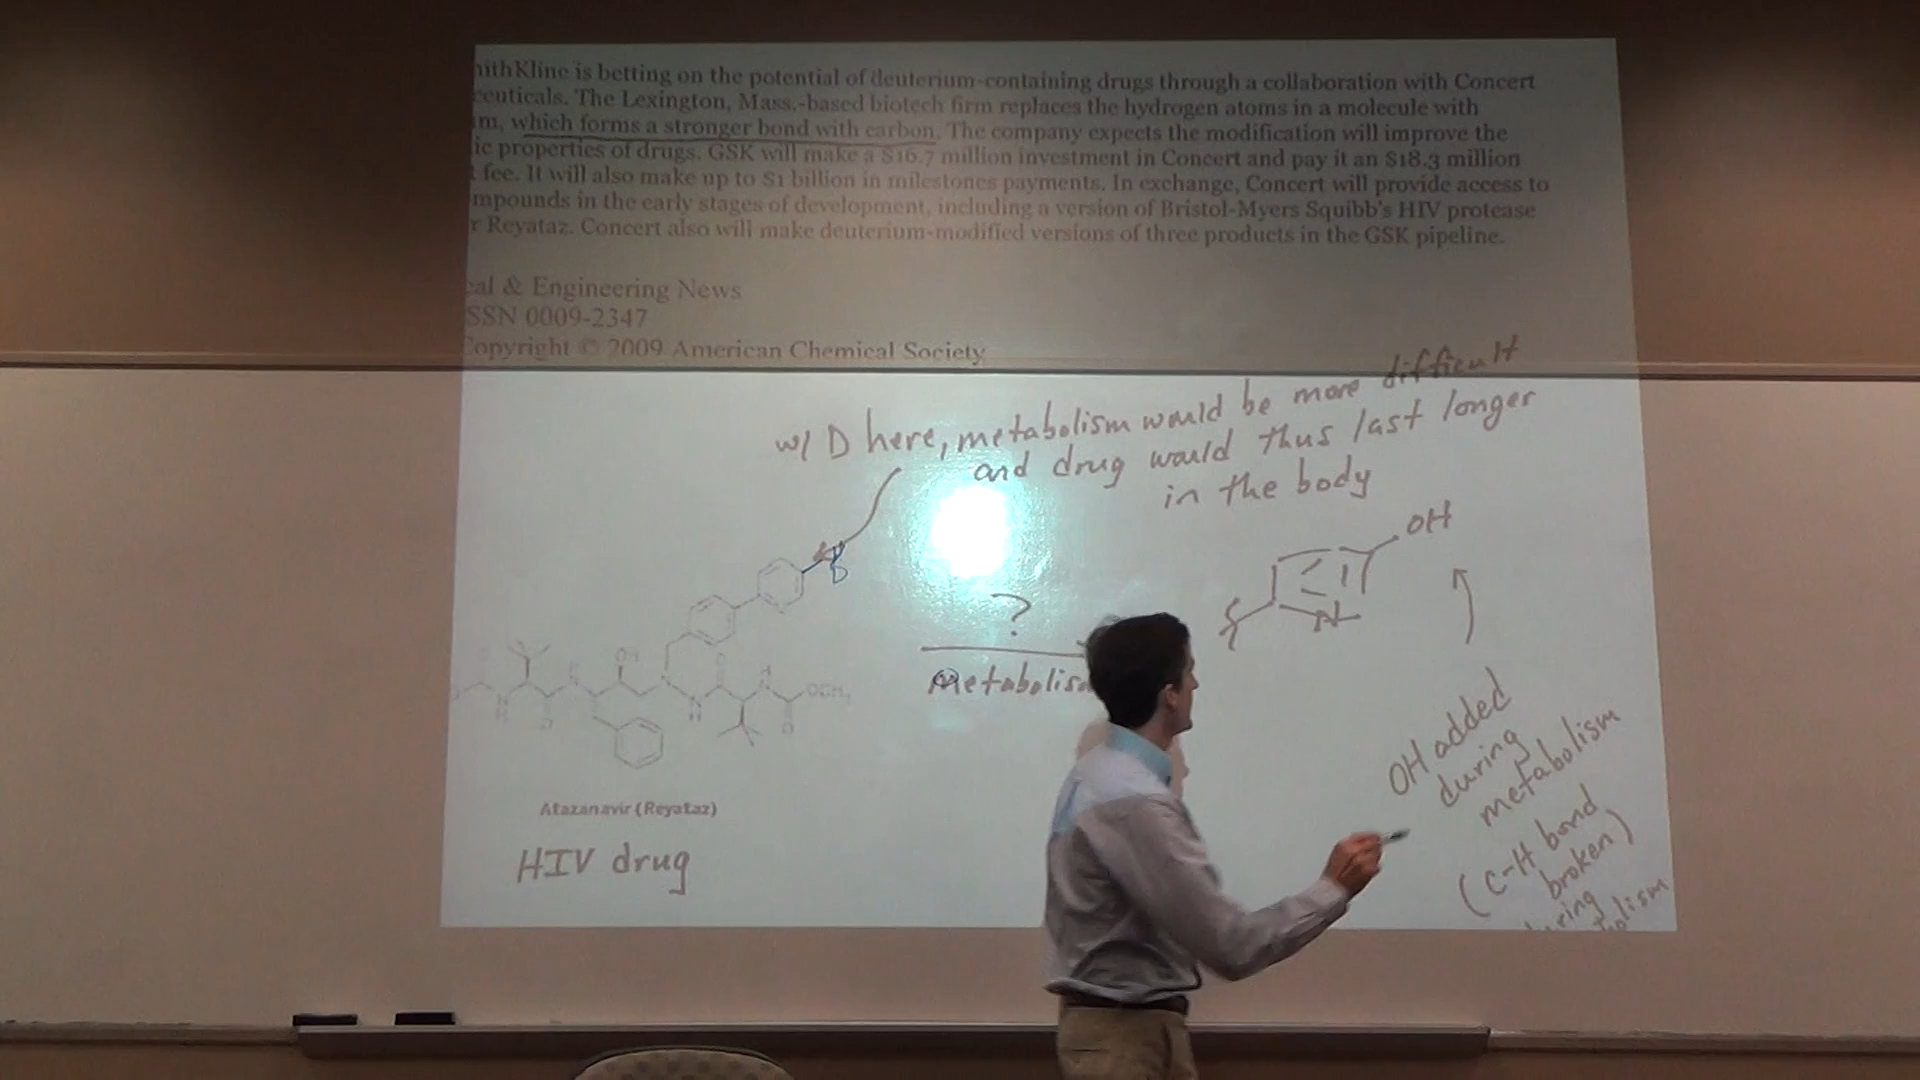 ithKline is betting on the potential of deuterium-containing drugs through a collaboration with Concert
ceuticals. The Lexington, Mass.-based biotech firm replaces the hydrogen atoms in a molecule with
m, which forms a stronger bond with carbon. The company expects the modification will improve the
ic properties of drugs. GSK will make a $16.7 million investment in Concert and pay it an $18.3 million
fee. It will also make up to $1 billion in milestones payments. In exchange, Concert will provide access to
mpounds in the early stages of development, including a version of Bristol-Myers Squibb's HIV protease
r Reyataz. Concert also will make deuterium-modified versions of three products in the GSK pipeline.
cal & Engineering News
SSN 0009-2347
Copyright © 2009 American Chemical Society
w/ D here, metabolism would be more difficult
and drug would thus last longer
in the body
OH
N
?
metabolis
OH
OCH3
Atazanavir (Reyataz)
HIV drug
OH added
during
metabolism
(C-H bond
broken)